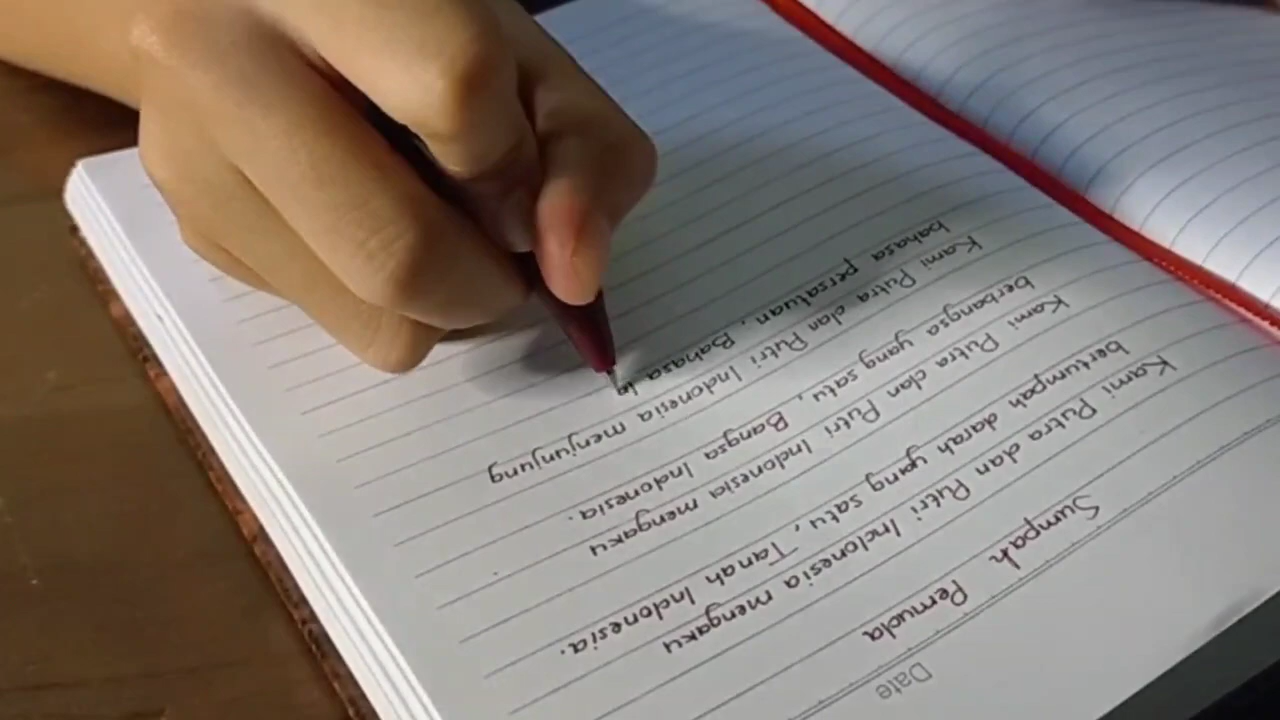 Date
Sumpah Pemuda
Kami Putra dan Putri Indonesia mengaku
bertumpah darah yang satu, Tanah Indonesia.
Kami Putra dan Putri Indonesia mengaku
berbangsa yang satu, Bangsa Indonesia.
Kami Putra dan Putri Indonesia menjunjung
bahasa persatuan, Bahasa In